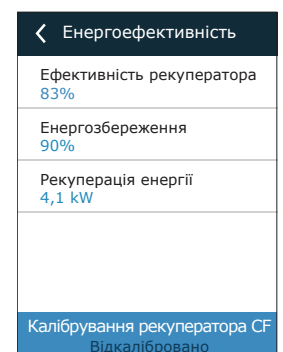 Енергоефективність
Ефективність рекуператора
83%
Енергозбереження
90%
Рекуперація енергії
4,1 kW
Калібрування рекуператора CF
Відкалібровано